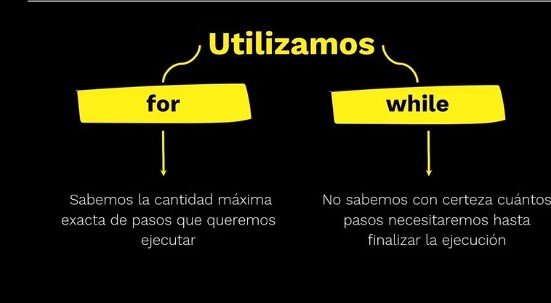 Utilizamos
for
while
Sabemos la cantidad máxima
exacta de pasos que queremos
ejecutar
No sabemos con certeza cuántos
pasos necesitaremos hasta
finalizar la ejecución